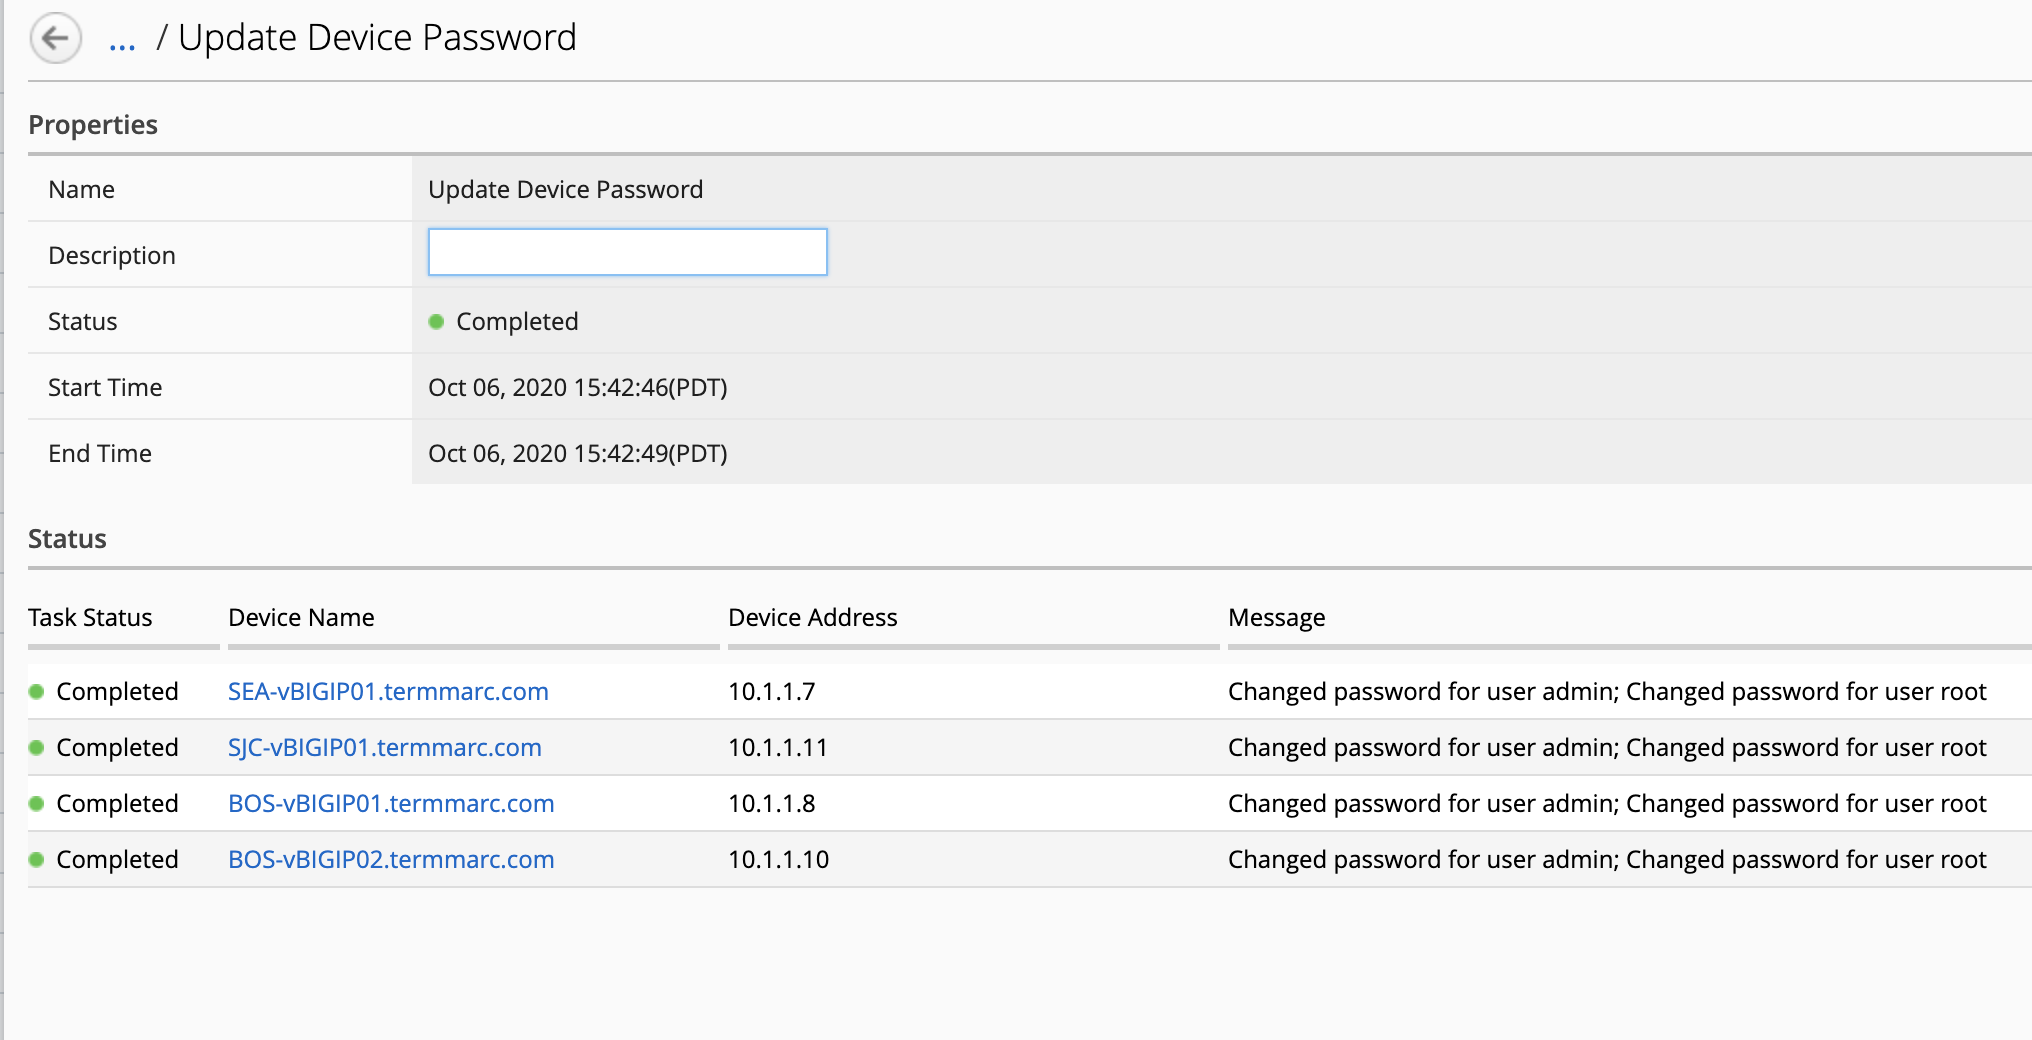 ... / Update Device Password
Properties
Name Update Device Password
Description
Status Completed
Start Time Oct 06, 2020 15:42:46(PDT)
End Time Oct 06, 2020 15:42:49(PDT)
Status
Task Status Device Name Device Address Message
Completed SEA-vBIGIP01.termmarc.com 10.1.1.7 Changed password for user admin; Changed password for user root
Completed SJC-vBIGIP01.termmarc.com 10.1.1.11 Changed password for user admin; Changed password for user root
Completed BOS-vBIGIP01.termmarc.com 10.1.1.8 Changed password for user admin; Changed password for user root
Completed BOS-vBIGIP02.termmarc.com 10.1.1.10 Changed password for user admin; Changed password for user root